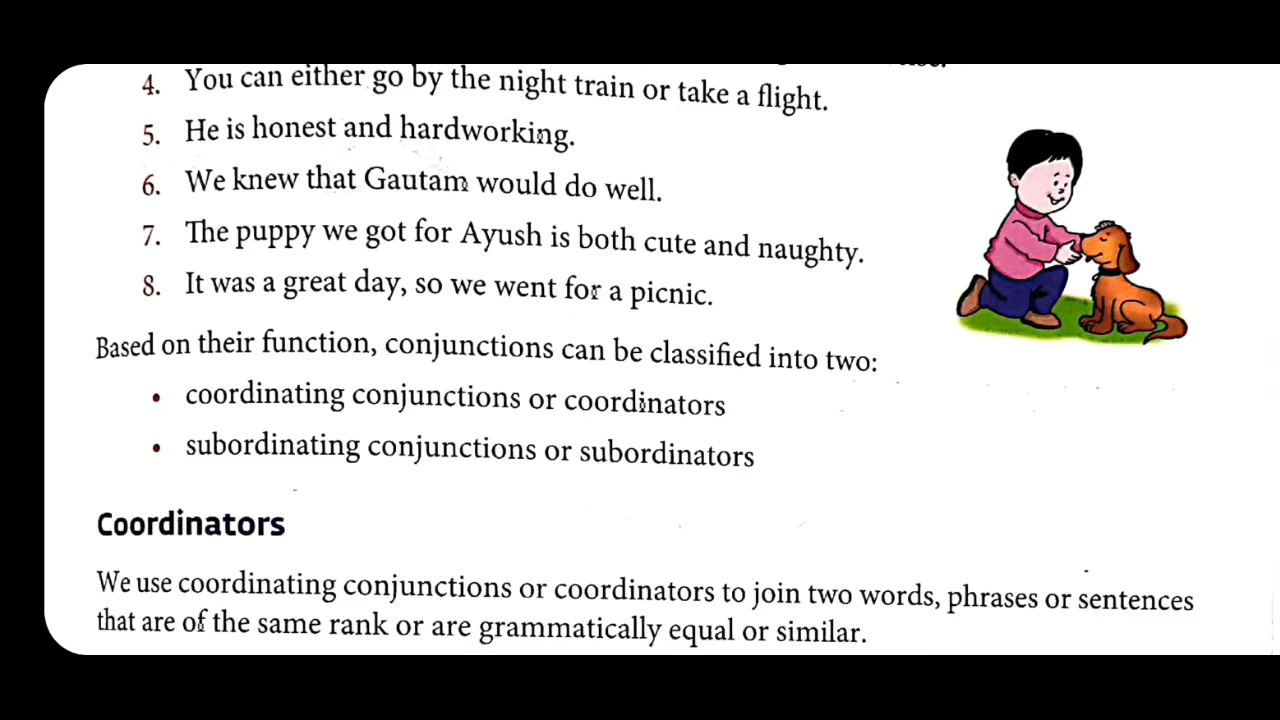 4. You can either go by the night train or take a flight.
5. He is honest and hardworking.
6. We knew that Gautam would do well.
7. The puppy we got for Ayush is both cute and naughty.
8. It was a great day, so we went for a picnic.
Based on their function, conjunctions can be classified into two:
• coordinating conjunctions or coordinators
• subordinating conjunctions or subordinators
Coordinators
We use coordinating conjunctions or coordinators to join two words, phrases or sentences
that are of the same rank or are grammatically equal or similar.